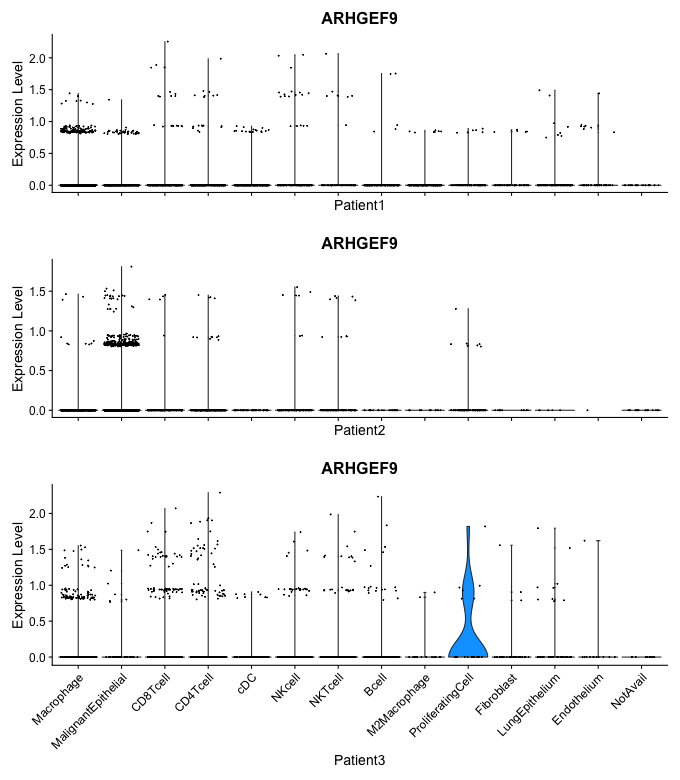 ARHGEF9
Expression Level
2.0
1.5
1.0
0.5
0.0
Patient1
ARHGEF9
Expression Level
1.5
1.0
0.5
0.0
Patient2
ARHGEF9
Expression Level
2.0
1.5
1.0
0.5
0.0
Macrophage
MalignantEpithelial
CD8Tcell
CD4Tcell
cDC
NKcell
NKTcell
Bcell
M2Macrophage
ProliferatingCell
Fibroblast
LungEpithelium
Endothelium
NotAvail
Patient3